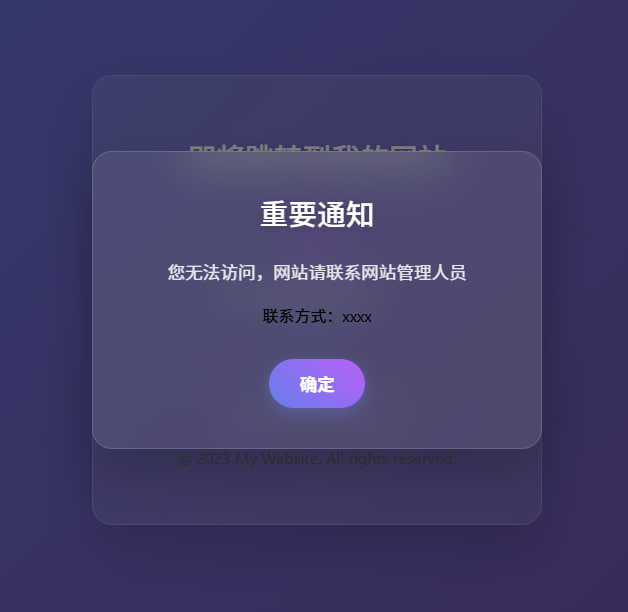 即将跳转到我的网站
重要通知
您无法访问，网站请联系网站管理人员
联系方式：xxxx
确定
© 2023 My Website. All rights reserved.